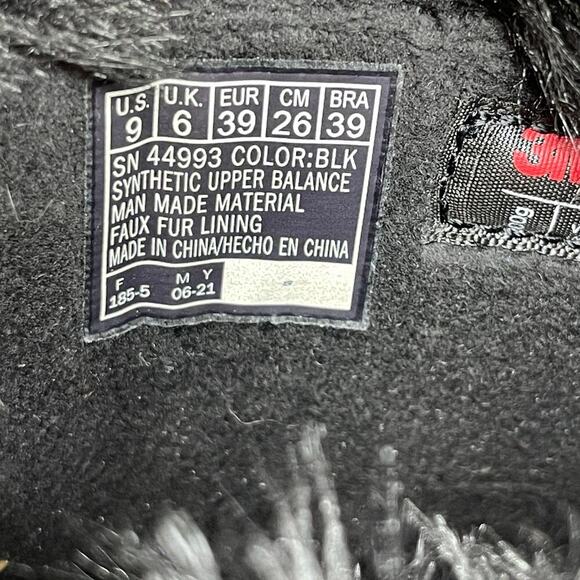 U.S. U.K. EUR CM BRA
9 6 39 26 39
SN 44993 COLOR:BLK
SYNTHETIC UPPER BALANCE
MAN MADE MATERIAL
FAUX FUR LINING
MADE IN CHINA/HECHO EN CHINA
F M Y
185-5 06-21